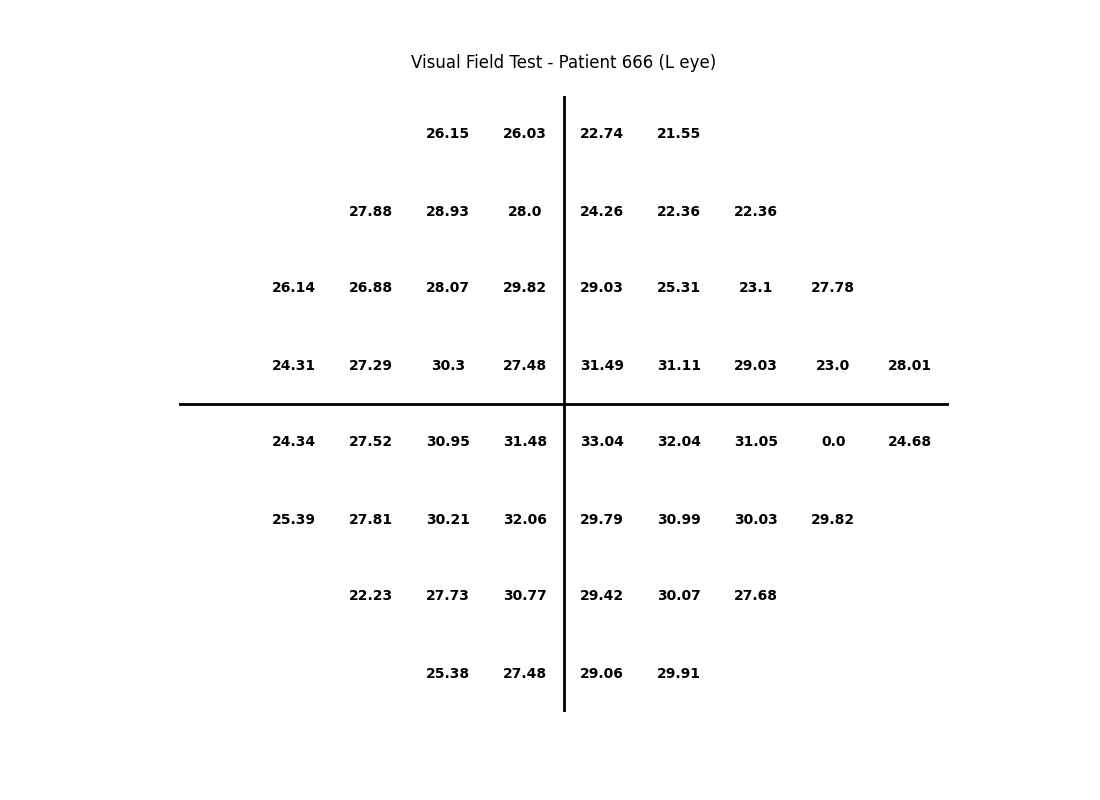 Visual Field Test - Patient 666 (L eye)
26.15 26.03 22.74 21.55
27.88 28.93 28.0 24.26 22.36 22.36
26.14 26.88 28.07 29.82 29.03 25.31 23.1 27.78
24.31 27.29 30.3 27.48 31.49 31.11 29.03 23.0 28.01
24.34 27.52 30.95 31.48 33.04 32.04 31.05 0.0 24.68
25.39 27.81 30.21 32.06 29.79 30.99 30.03 29.82
22.23 27.73 30.77 29.42 30.07 27.68
25.38 27.48 29.06 29.91